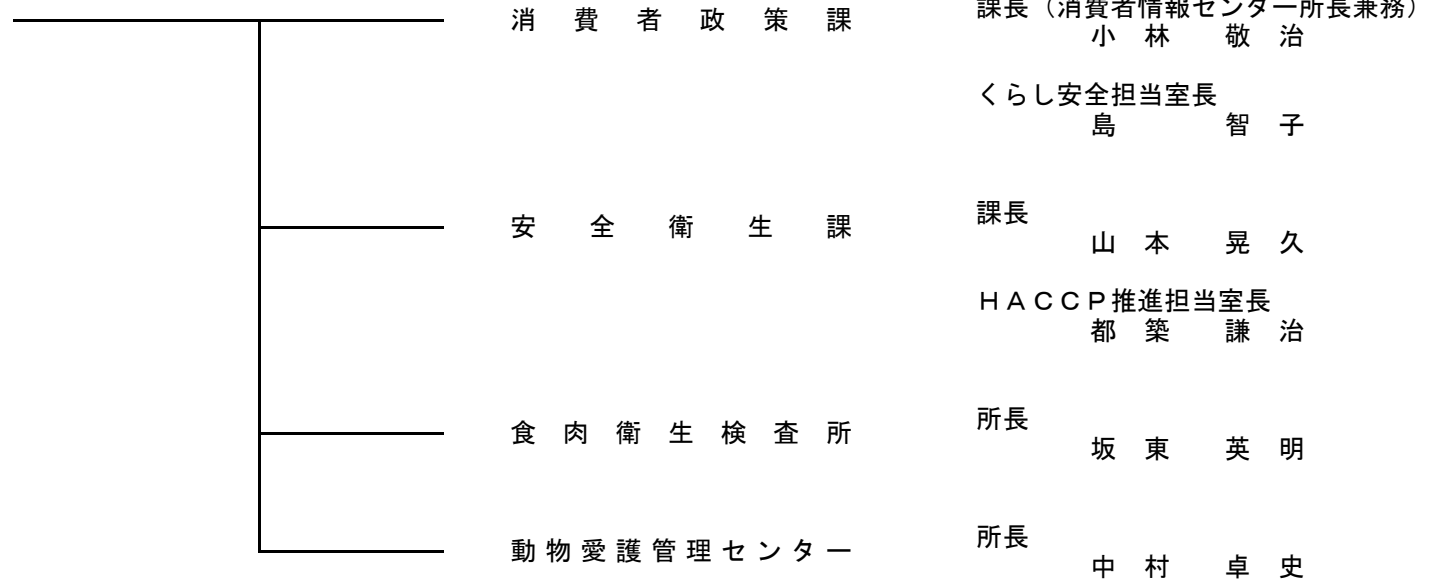 消費者政策課
課長（消費者情報センター所長兼務）
小林 敬治
くらし安全担当室長
島 智子
安全衛生課
課長
山本 晃久
ＨＡＣＣＰ推進担当室長
都築 謙治
食肉衛生検査所
所長
坂東 英明
動物愛護管理センター
所長
中村 卓史